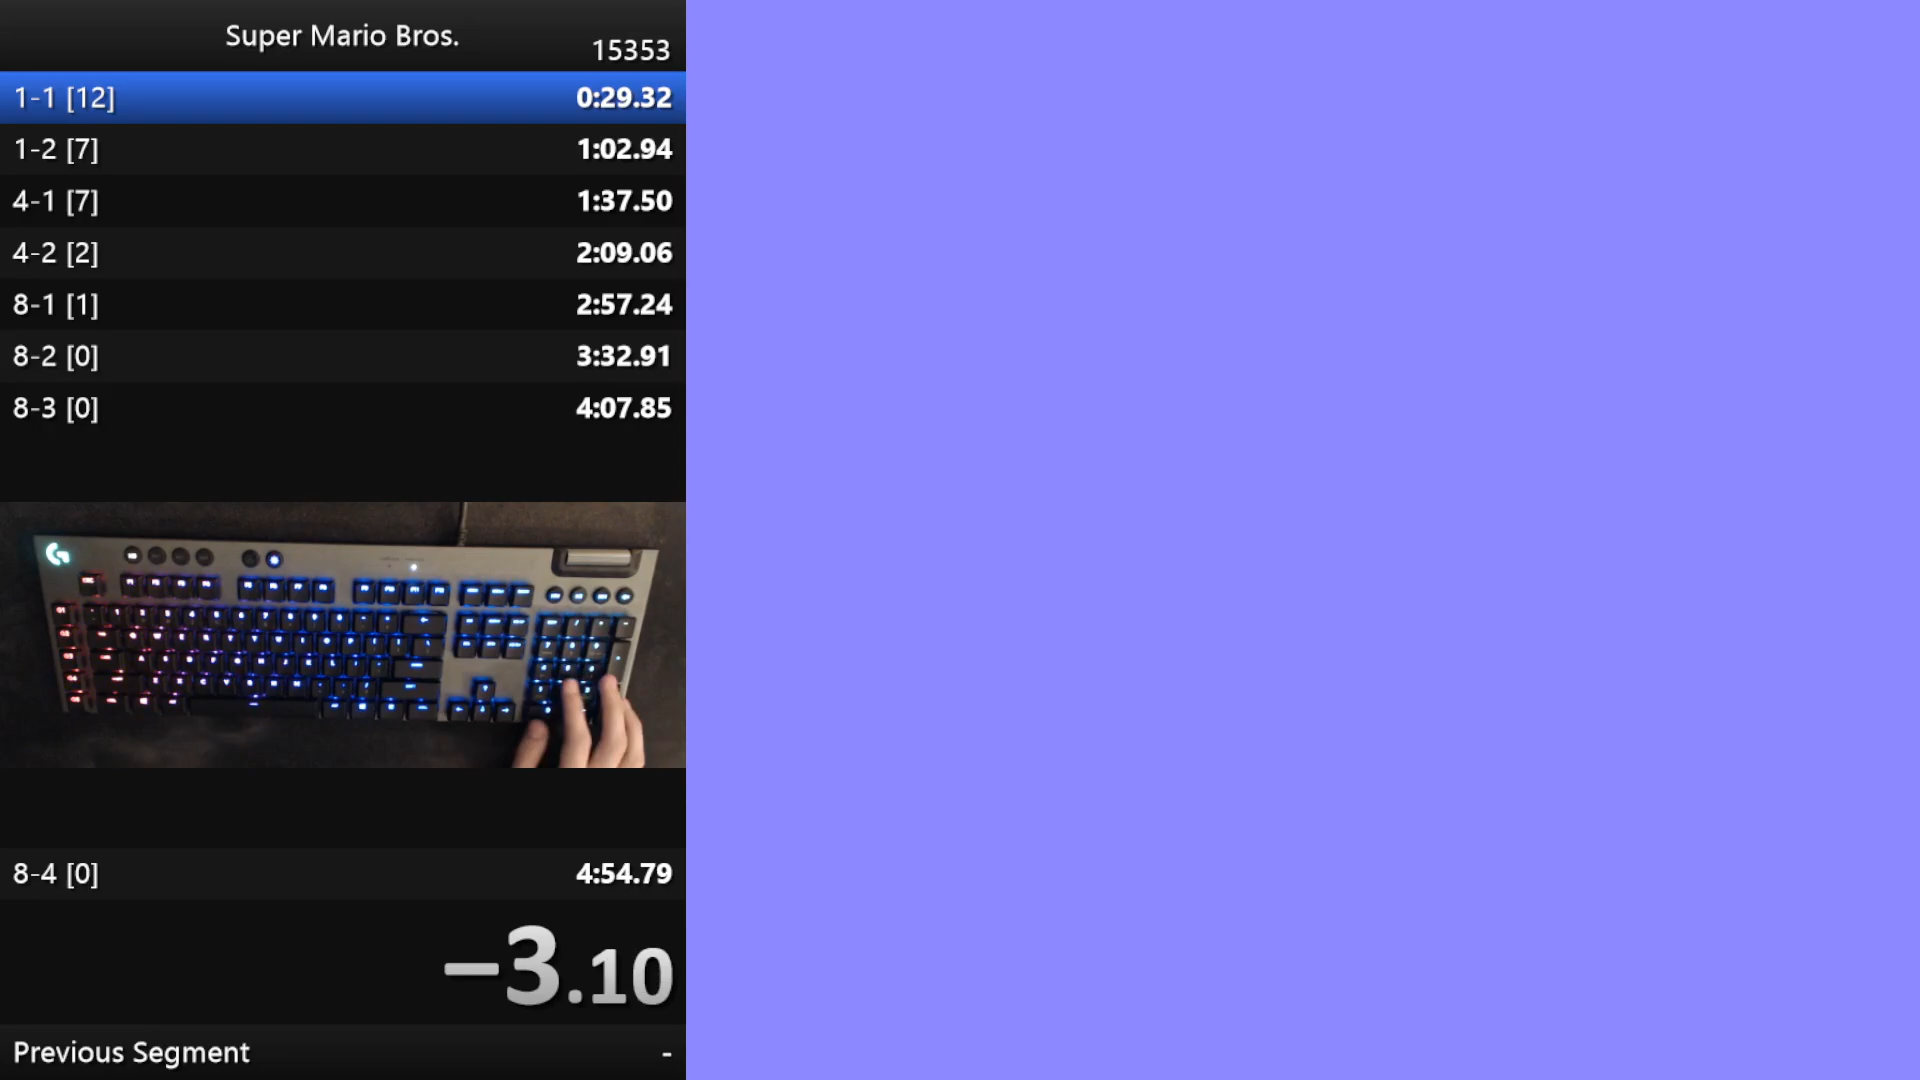 Super Mario Bros.
15353
1-1 [12] 0:29.32
1-2 [7] 1:02.94
4-1 [7] 1:37.50
4-2 [2] 2:09.06
8-1 [1] 2:57.24
8-2 [0] 3:32.91
8-3 [0] 4:07.85
8-4 [0] 4:54.79
−3.10
Previous Segment -